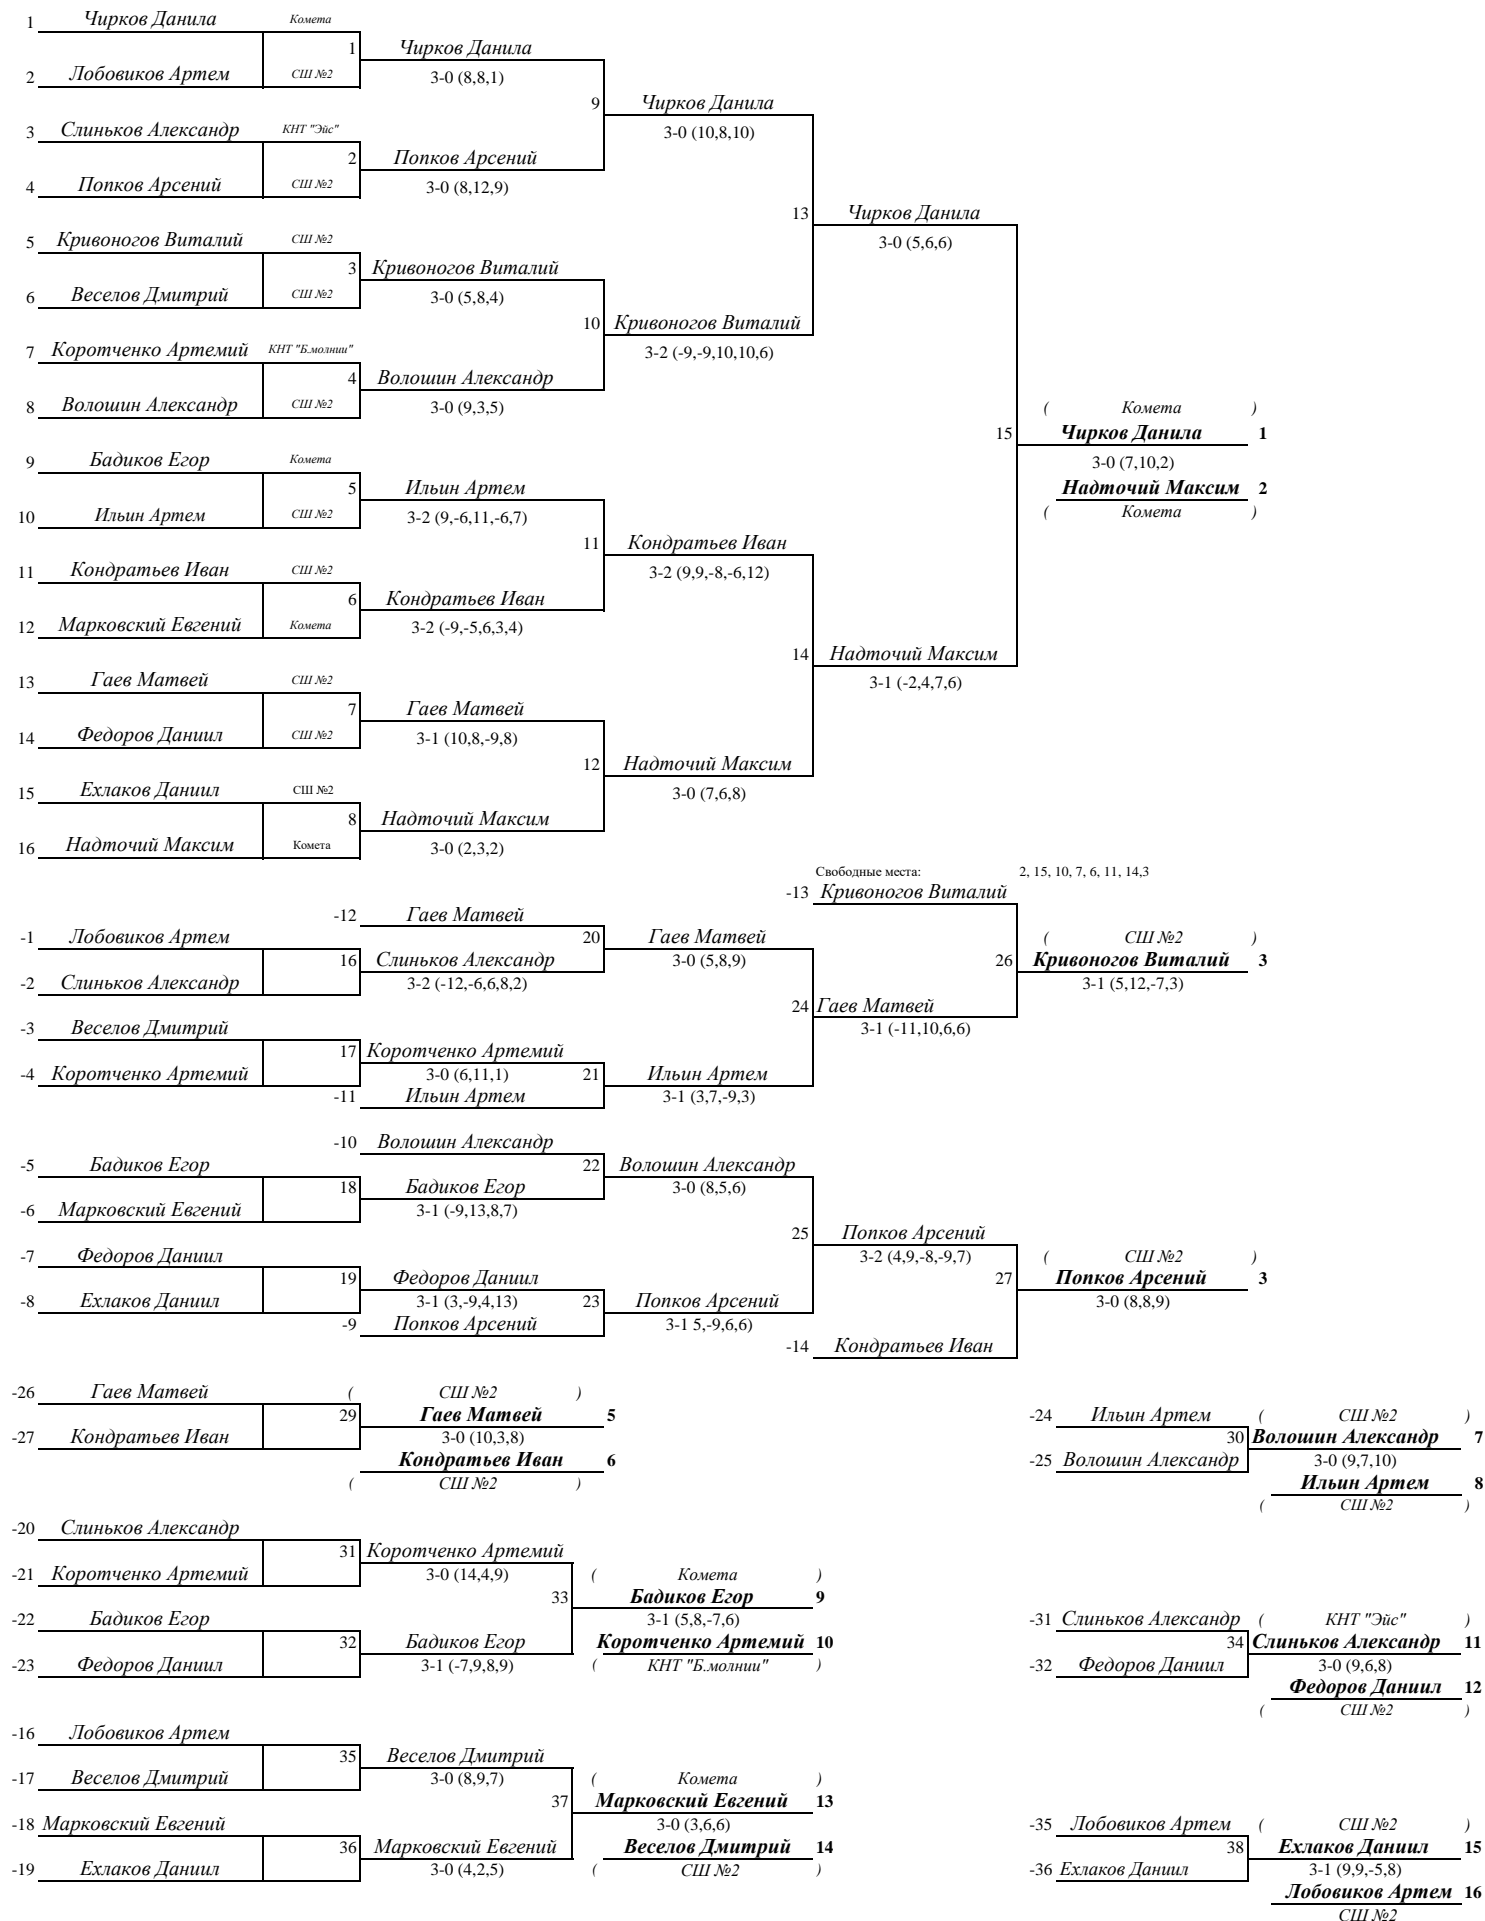 1 Чирков Данила Комета
1 Чирков Данила
2 Лобовиков Артем СШ №2 3-0 (8,8,1)
9 Чирков Данила
3 Слиньков Александр КНТ "Эйс" 3-0 (10,8,10)
2 Попков Арсений
4 Попков Арсений СШ №2 3-0 (8,12,9)
13 Чирков Данила
5 Кривоногов Виталий СШ №2 3-0 (5,6,6)
3 Кривоногов Виталий
6 Веселов Дмитрий СШ №2 3-0 (5,8,4)
10 Кривоногов Виталий
7 Коротченко Артемий КНТ "Б.молнии" 3-2 (-9,-9,10,10,6)
4 Волошин Александр
8 Волошин Александр СШ №2 3-0 (9,3,5) ( Комета )
15 Чирков Данила 1
9 Бадиков Егор Комета 3-0 (7,10,2)
5 Ильин Артем Надточий Максим 2
10 Ильин Артем СШ №2 3-2 (9,-6,11,-6,7) ( Комета )
11 Кондратьев Иван
11 Кондратьев Иван СШ №2 3-2 (9,9,-8,-6,12)
6 Кондратьев Иван
12 Марковский Евгений Комета 3-2 (-9,-5,6,3,4)
14 Надточий Максим
13 Гаев Матвей СШ №2 3-1 (-2,4,7,6)
7 Гаев Матвей
14 Федоров Даниил СШ №2 3-1 (10,8,-9,8)
12 Надточий Максим
15 Ехлаков Даниил СШ №2 3-0 (7,6,8)
8 Надточий Максим
16 Надточий Максим Комета 3-0 (2,3,2)
Свободные места: 2, 15, 10, 7, 6, 11, 14,3
-13 Кривоногов Виталий
-12 Гаев Матвей
-1 Лобовиков Артем 20 Гаев Матвей ( СШ №2 )
16 Слиньков Александр 3-0 (5,8,9) 26 Кривоногов Виталий 3
-2 Слиньков Александр 3-2 (-12,-6,6,8,2) 3-1 (5,12,-7,3)
24 Гаев Матвей
-3 Веселов Дмитрий 3-1 (-11,10,6,6)
17 Коротченко Артемий
-4 Коротченко Артемий 3-0 (6,11,1) 21 Ильин Артем
-11 Ильин Артем 3-1 (3,7,-9,3)
-10 Волошин Александр
-5 Бадиков Егор 22 Волошин Александр
18 Бадиков Егор 3-0 (8,5,6)
-6 Марковский Евгений 3-1 (-9,13,8,7)
25 Попков Арсений
-7 Федоров Даниил 3-2 (4,9,-8,-9,7) ( СШ №2 )
19 Федоров Даниил 27 Попков Арсений 3
-8 Ехлаков Даниил 3-1 (3,-9,4,13) 23 Попков Арсений 3-0 (8,8,9)
-9 Попков Арсений 3-1 5,-9,6,6)
-14 Кондратьев Иван
-26 Гаев Матвей ( СШ №2 )
29 Гаев Матвей 5 -24 Ильин Артем ( СШ №2 )
-27 Кондратьев Иван 3-0 (10,3,8) 30 Волошин Александр 7
Кондратьев Иван 6 -25 Волошин Александр 3-0 (9,7,10)
( СШ №2 ) Ильин Артем 8
( СШ №2 )
-20 Слиньков Александр
31 Коротченко Артемий
-21 Коротченко Артемий 3-0 (14,4,9) ( Комета )
33 Бадиков Егор 9
-22 Бадиков Егор 3-1 (5,8,-7,6) -31 Слиньков Александр ( КНТ "Эйс" )
32 Бадиков Егор Коротченко Артемий 10 34 Слиньков Александр 11
-23 Федоров Даниил 3-1 (-7,9,8,9) ( КНТ "Б.молнии" ) -32 Федоров Даниил 3-0 (9,6,8)
Федоров Даниил 12
( СШ №2 )
-16 Лобовиков Артем
35 Веселов Дмитрий
-17 Веселов Дмитрий 3-0 (8,9,7) ( Комета )
37 Марковский Евгений 13
-18 Марковский Евгений 3-0 (3,6,6) -35 Лобовиков Артем ( СШ №2 )
36 Марковский Евгений Веселов Дмитрий 14 38 Ехлаков Даниил 15
-19 Ехлаков Даниил 3-0 (4,2,5) ( СШ №2 ) -36 Ехлаков Даниил 3-1 (9,9,-5,8)
Лобовиков Артем 16
СШ №2